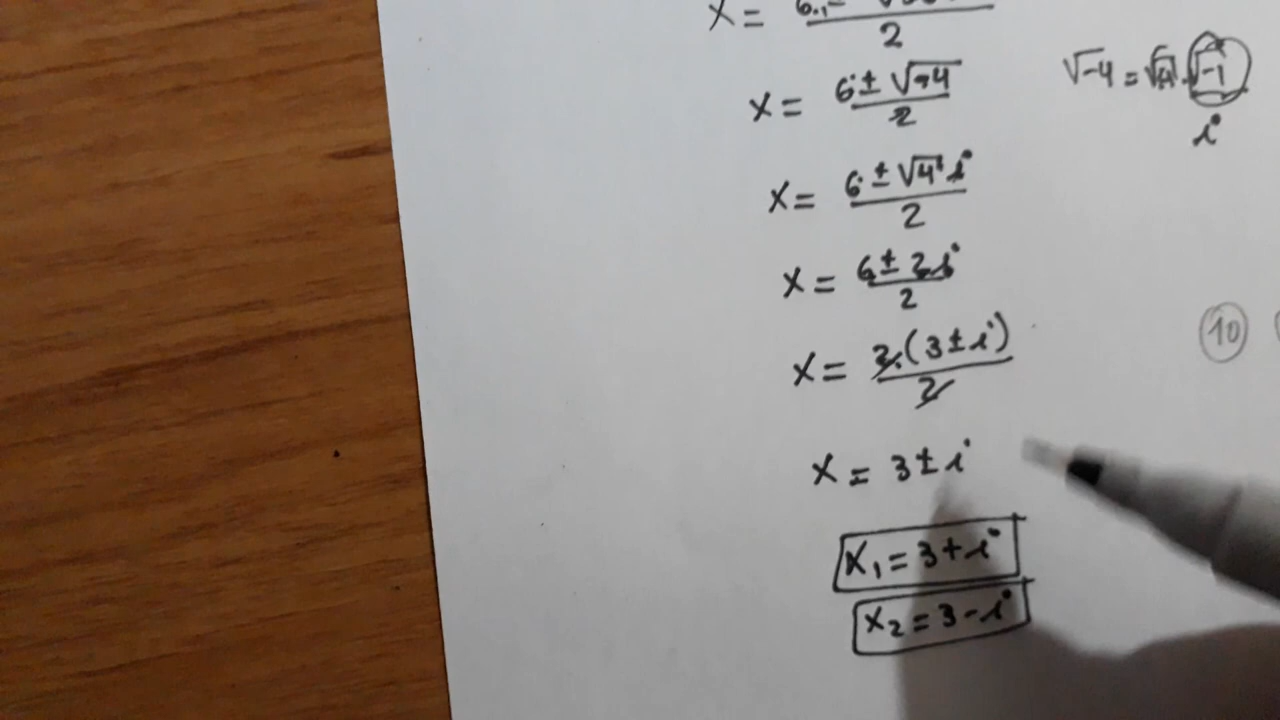 x =
2
x = 6 ± √-4 / 2
√-4 = √4 · √-1
i
x = 6 ± √4 i / 2
x = 6 ± 2i / 2
10
x = 2·(3 ± i) / 2
x = 3 ± i
x₁ = 3 + i
x₂ = 3 - i